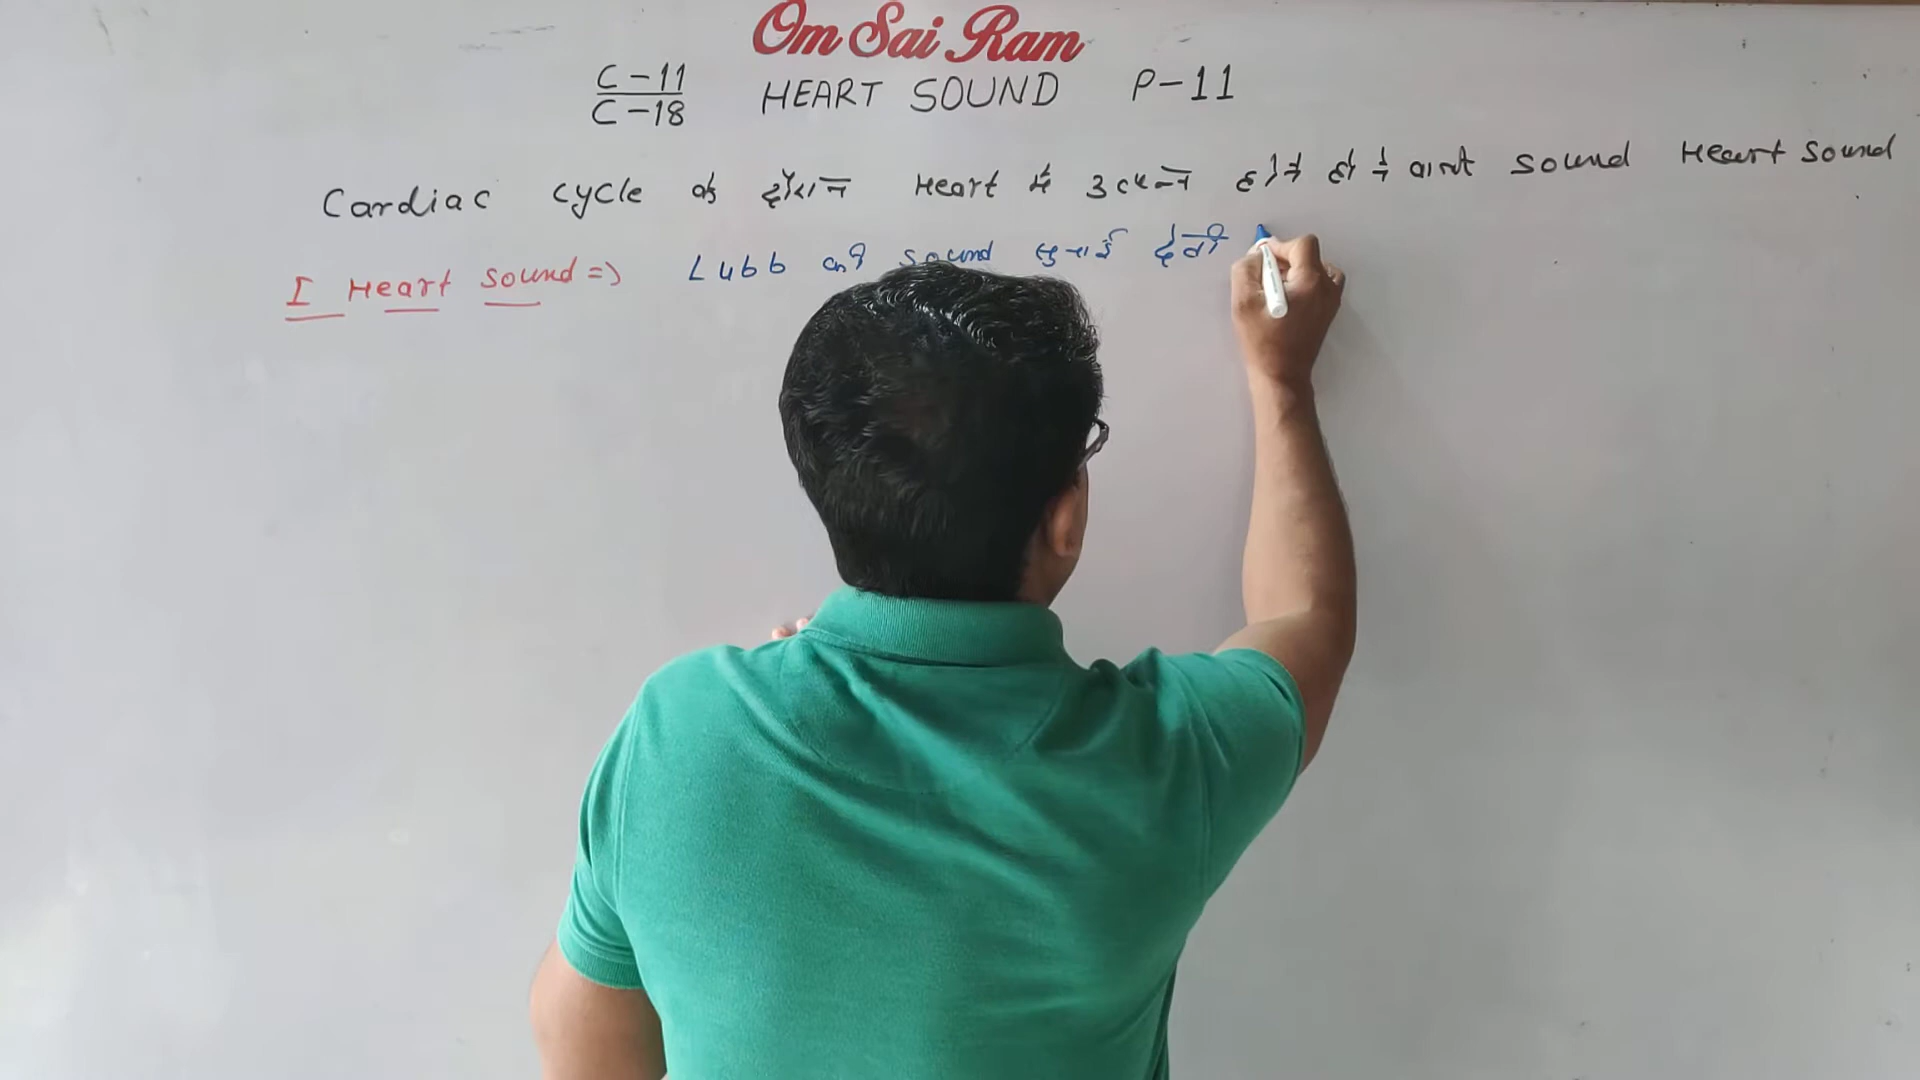 Om Sai Ram
C-11
C-18 HEART SOUND P-11
Cardiac cycle के दौरान Heart में उत्पन्न होने वाली sound Heart sound
I Heart sound => Lubb की sound सुनाई देती